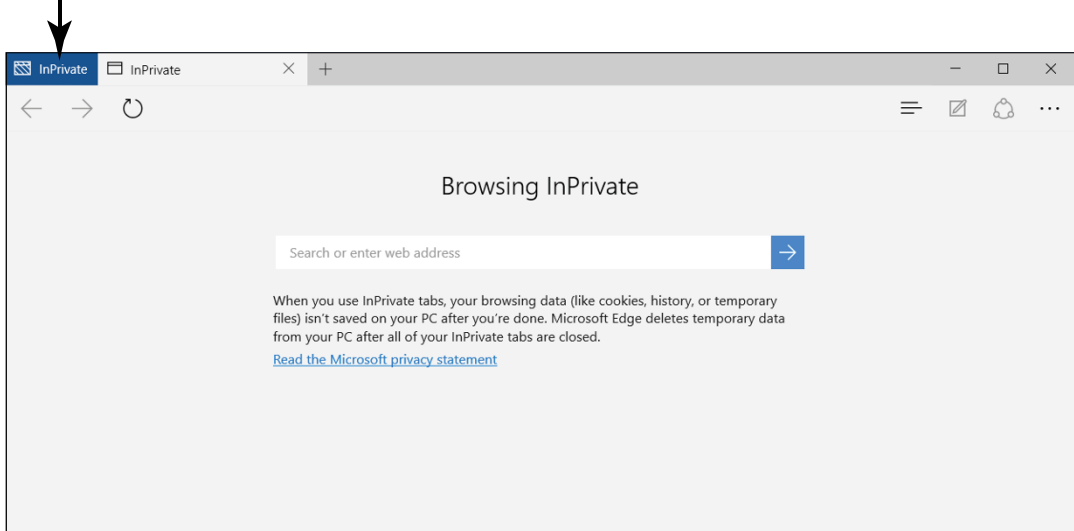 InPrivate InPrivate
Browsing InPrivate
Search or enter web address
When you use InPrivate tabs, your browsing data (like cookies, history, or temporary
files) isn't saved on your PC after you're done. Microsoft Edge deletes temporary data
from your PC after all of your InPrivate tabs are closed.
Read the Microsoft privacy statement